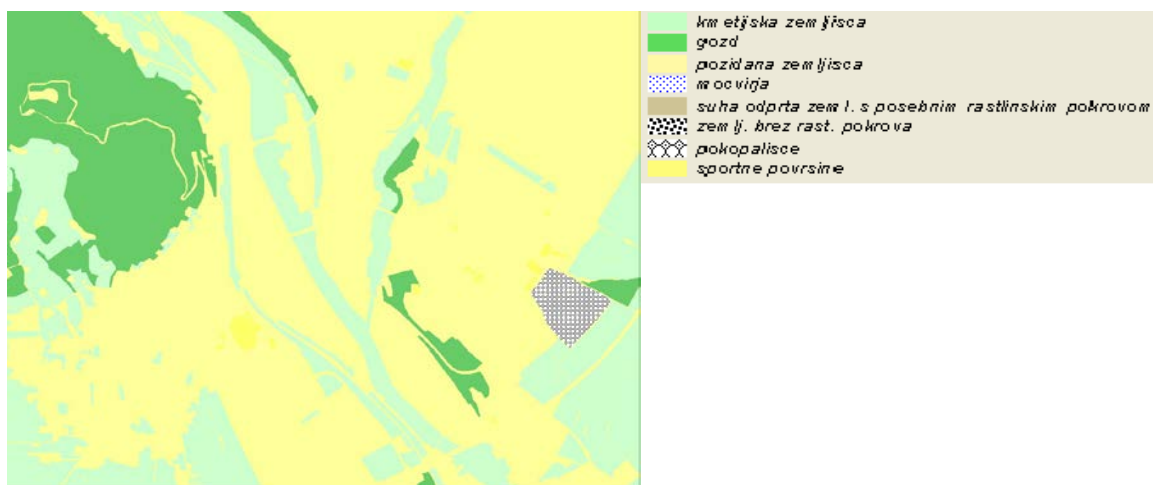 kmetijska zemljisca
gozd
pozidana zemljisca
mocvirja
suha odprta zeml. s posebnim rastlinskim pokrovom
zemlj. brez rast. pokrova
pokopalisce
sportne povrsine